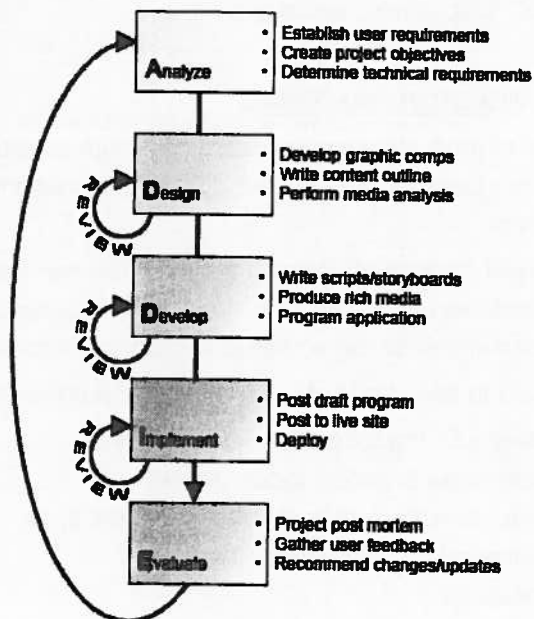 • Establish user requirements
• Create project objectives
Analyze
• Determine technical requirements
• Develop graphic comps
• Write content outline
Design
• Perform media analysis
REVIEW
• Write scripts/storyboards
• Produce rich media
Develop
• Program application
REVIEW
• Post draft program
• Post to live site
Implement
• Deploy
REVIEW
• Project post mortem
• Gather user feedback
Evaluate
• Recommend changes/updates